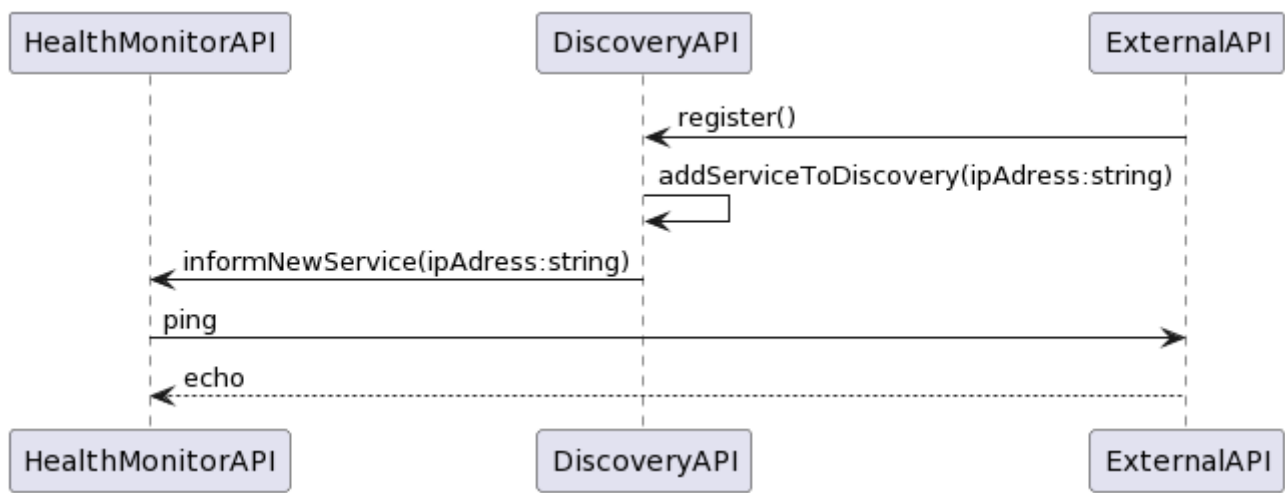 HealthMonitorAPI DiscoveryAPI ExternalAPI
register()
addServiceToDiscovery(ipAdress:string)
informNewService(ipAdress:string)
ping
echo
HealthMonitorAPI DiscoveryAPI ExternalAPI